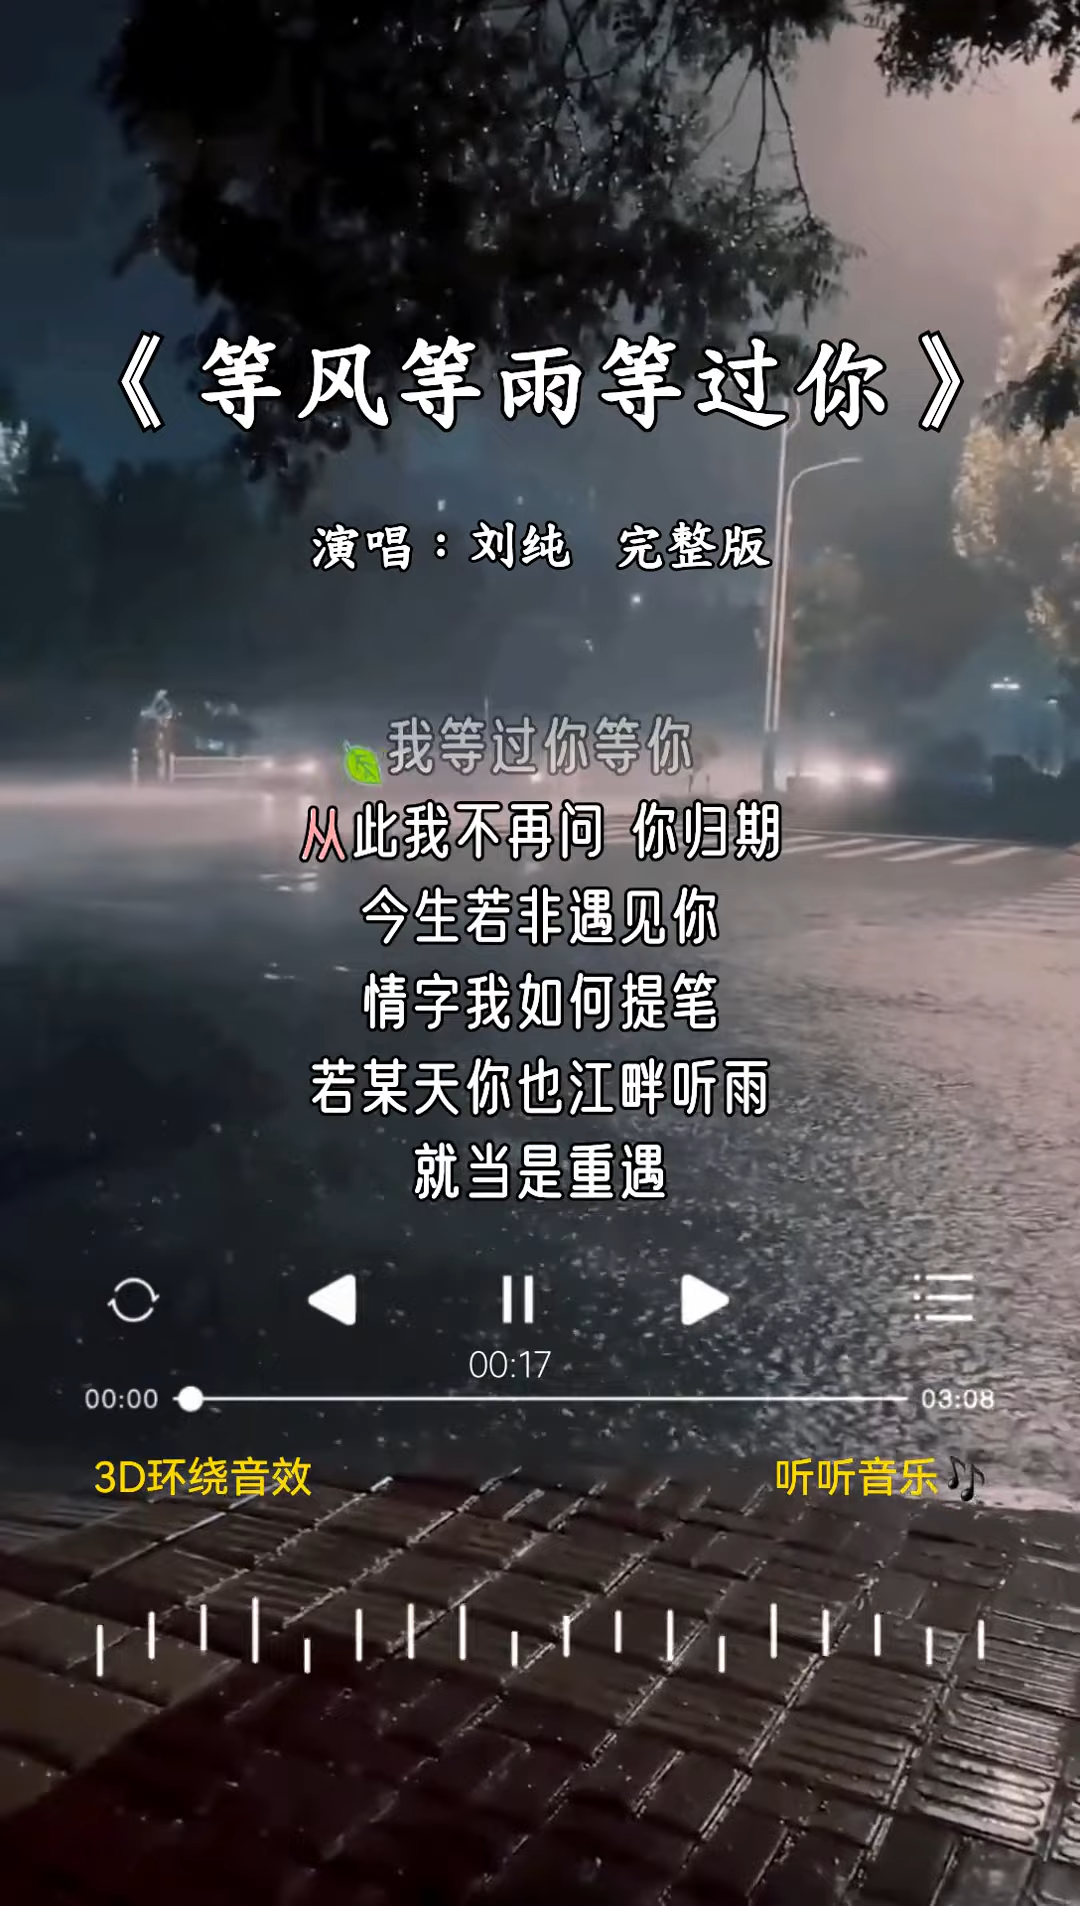 《等风等雨等过你》
演唱：刘纯 完整版
我等过你等你
从此我不再问 你归期
今生若非遇见你
情字我如何提笔
若某天你也江畔听雨
就当是重遇
00:17
00:00 03:08
3D环绕音效 听听音乐